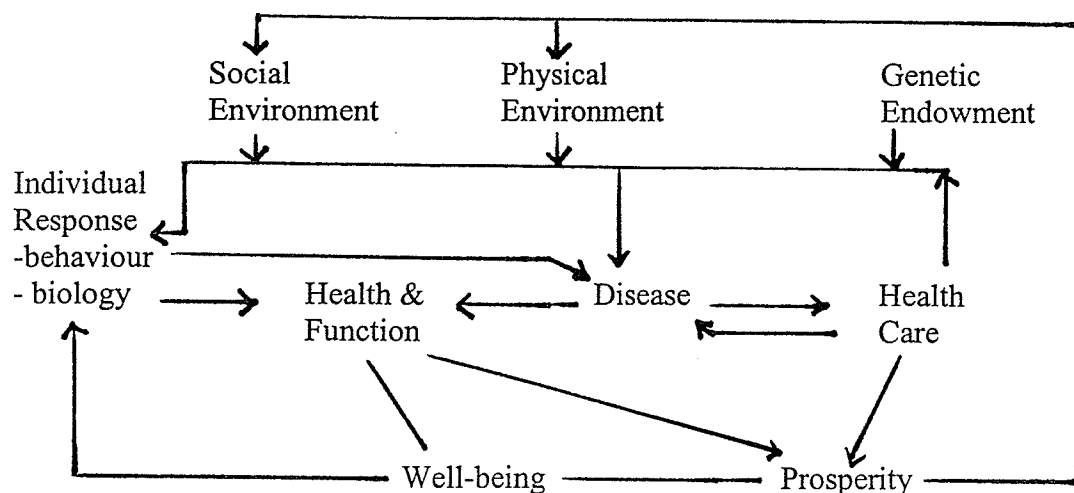 Social
Environment
Physical
Environment
Genetic
Endowment
Individual
Response
-behaviour
- biology
Health &
Function
Disease
Health
Care
Well-being
Prosperity